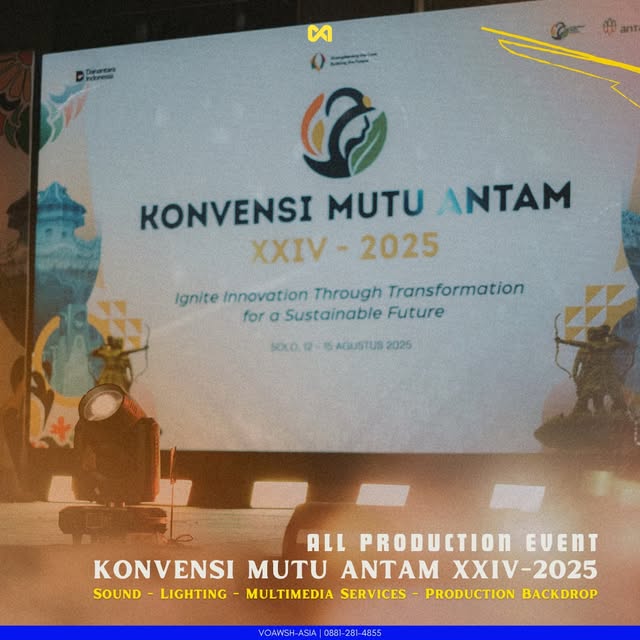 Danantara
Indonesia
antam
KONVENSI MUTU ANTAM
XXIV - 2025
Ignite Innovation Through Transformation
for a Sustainable Future
SOLO, 12 - 15 AGUSTUS 2025
ALL PRODUCTION EVENT
KONVENSI MUTU ANTAM XXIV-2025
SOUND - LIGHTING - MULTIMEDIA SERVICES - PRODUCTION BACKDROP
VOAWSH-ASIA | 0881-281-4855